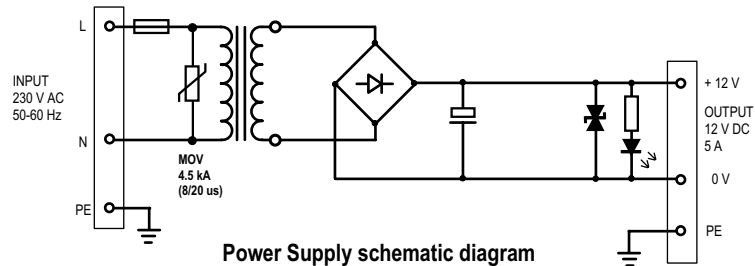 L
INPUT
230 V AC
50-60 Hz
N
PE
MOV
4.5 kA
(8/20 us)
+ 12 V
OUTPUT
12 V DC
5 A
0 V
PE
Power Supply schematic diagram